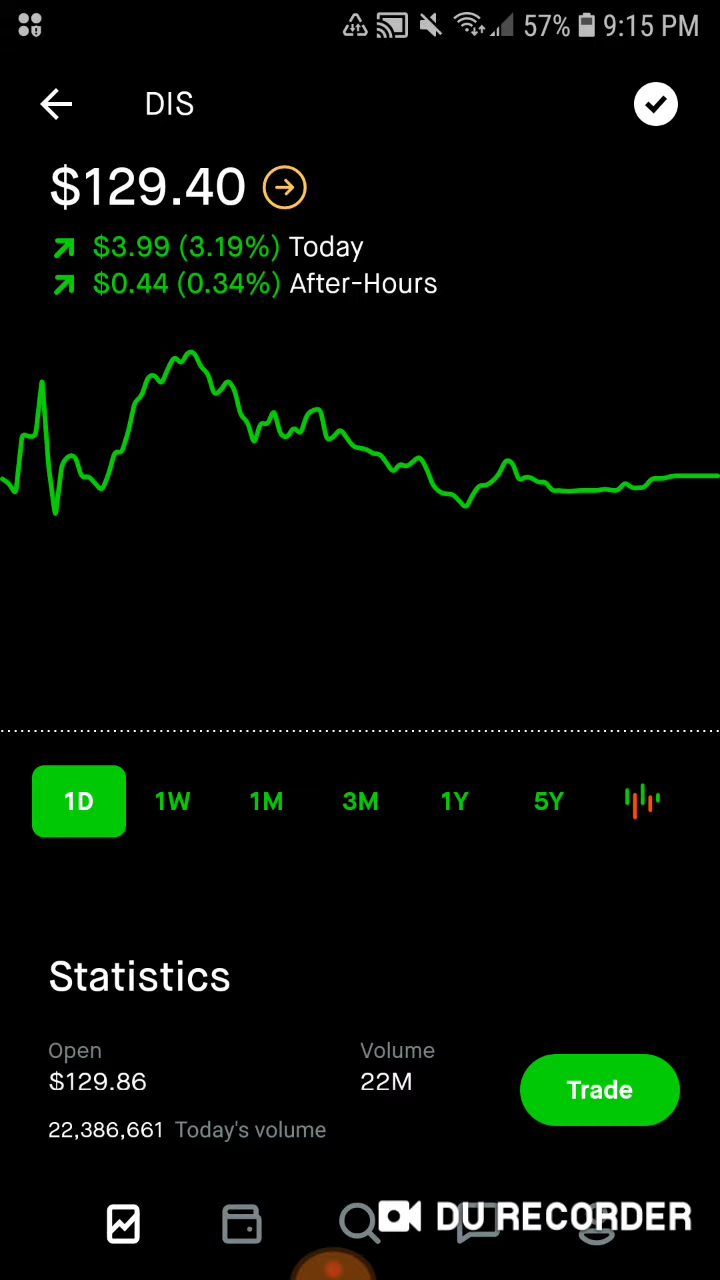 57% 9:15 PM
DIS
$129.40
$3.99 (3.19%) Today
$0.44 (0.34%) After-Hours
1D 1W 1M 3M 1Y 5Y
Statistics
Open Volume
$129.86 22M
Trade
22,386,661 Today's volume
DU RECORDER